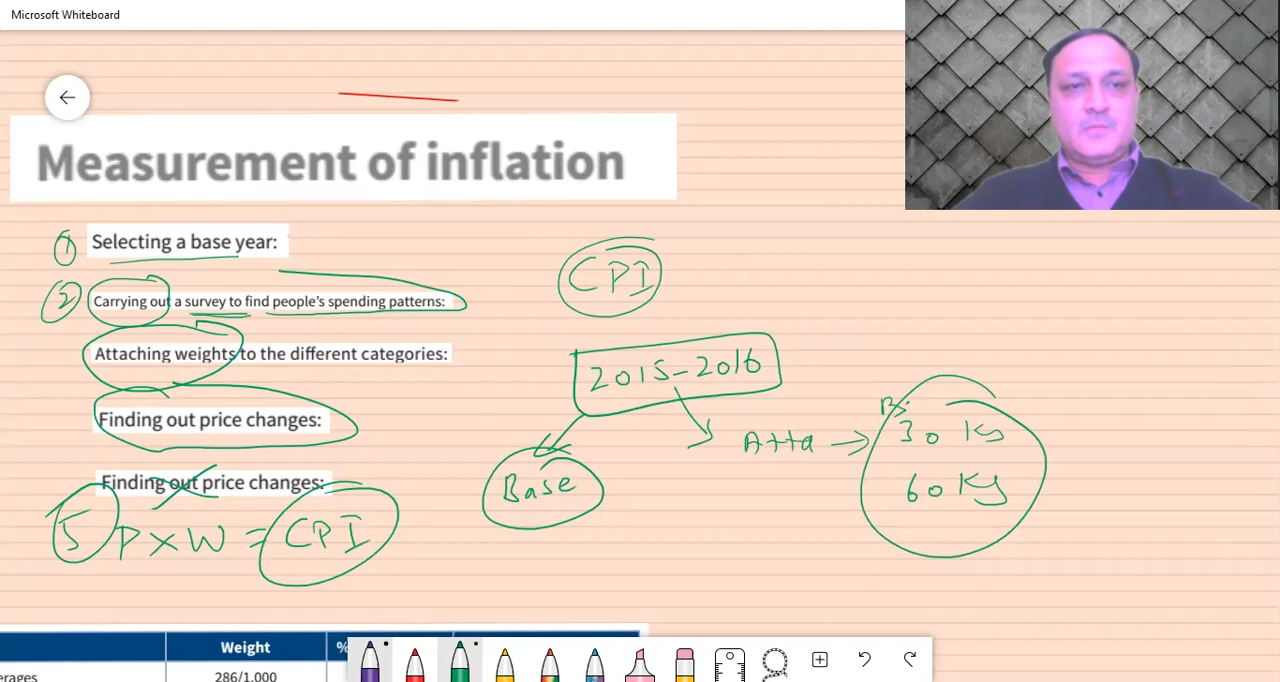 Microsoft Whiteboard
Measurement of inflation
1 Selecting a base year:
2 Carrying out a survey to find people's spending patterns:
Attaching weights to the different categories:
Finding out price changes:
Finding out price changes:
5 P x W = CPI
CPI
2015-2016
Base
Atta → Rs.
30 Kg
60 Kg
Weight
%
erages
286/1,000